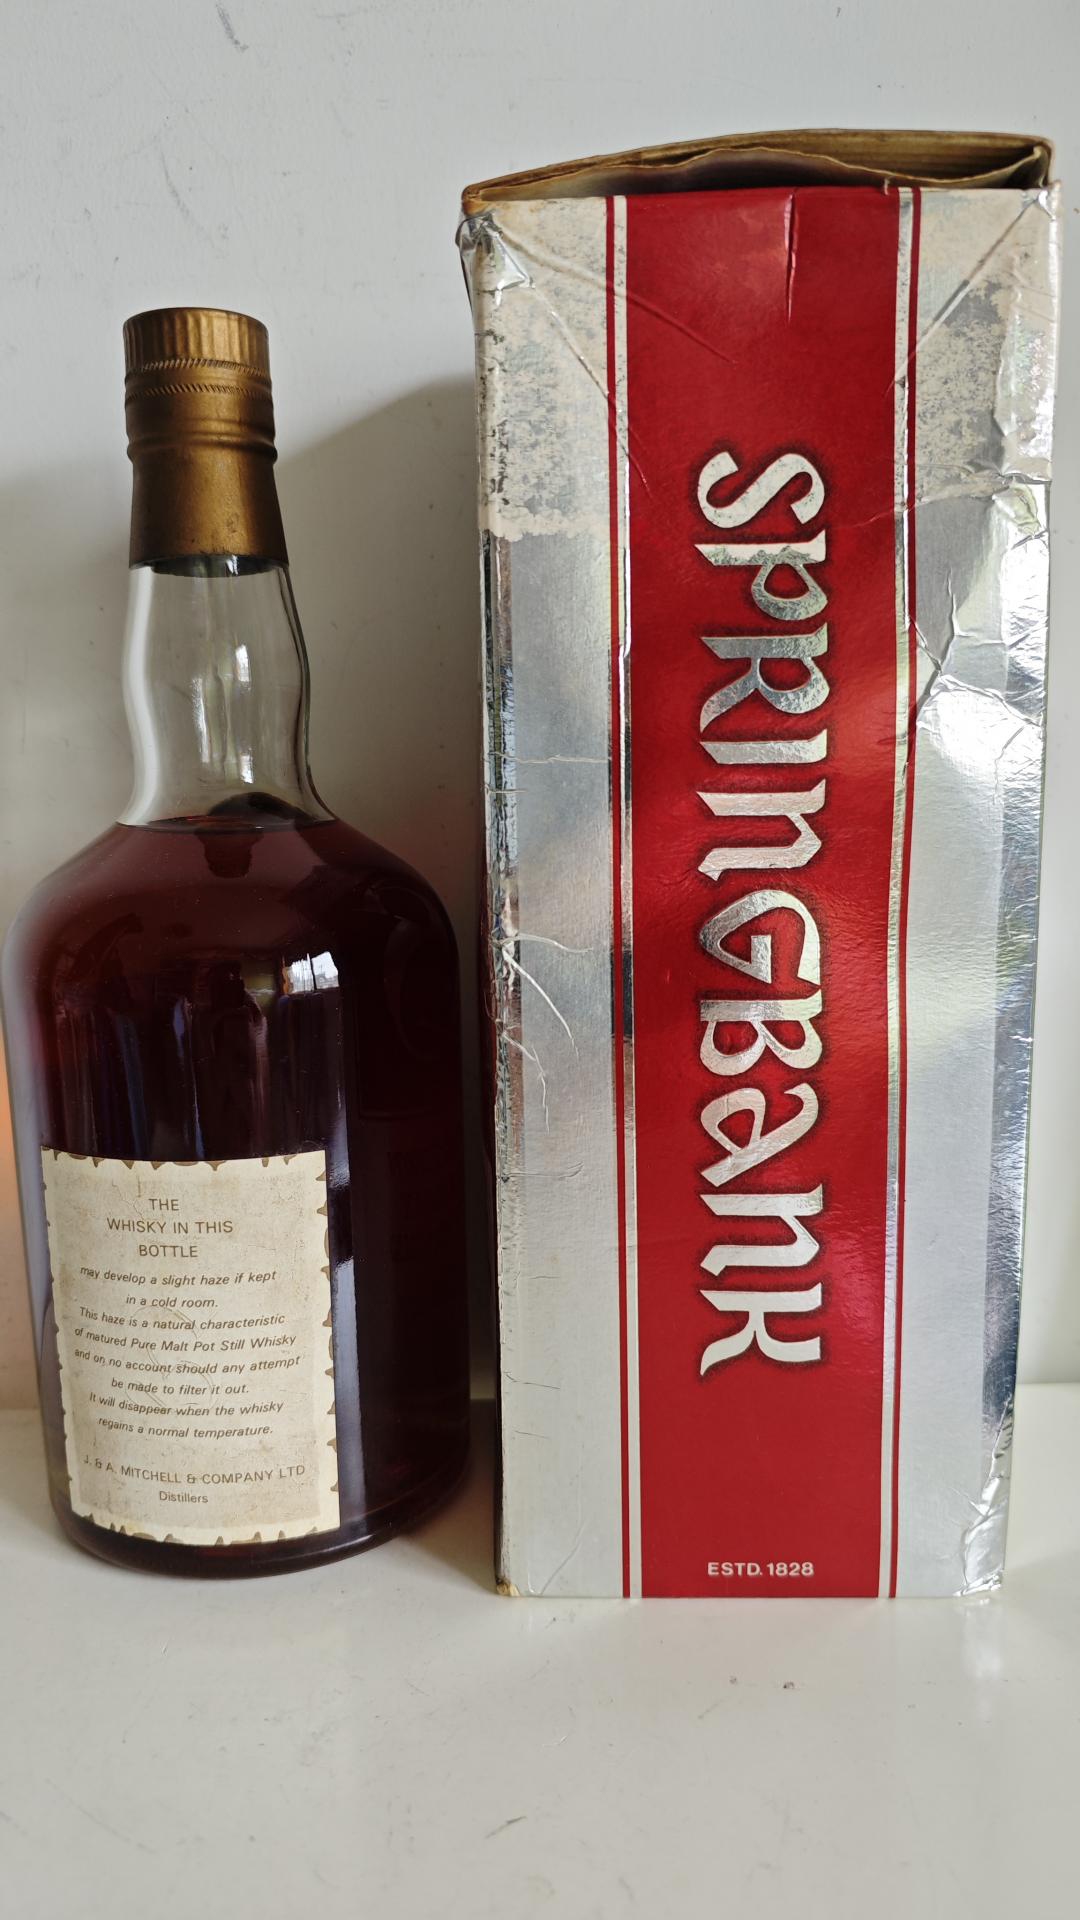 THE
WHISKY IN THIS
BOTTLE
may develop a slight haze if kept
in a cold room.
This haze is a natural characteristic
of matured Pure Malt Pot Still Whisky
and on no account should any attempt
be made to filter it out.
It will disappear when the whisky
regains a normal temperature.
J. & A. MITCHELL & COMPANY LTD
Distillers
SPRINGBANK
ESTD. 1828